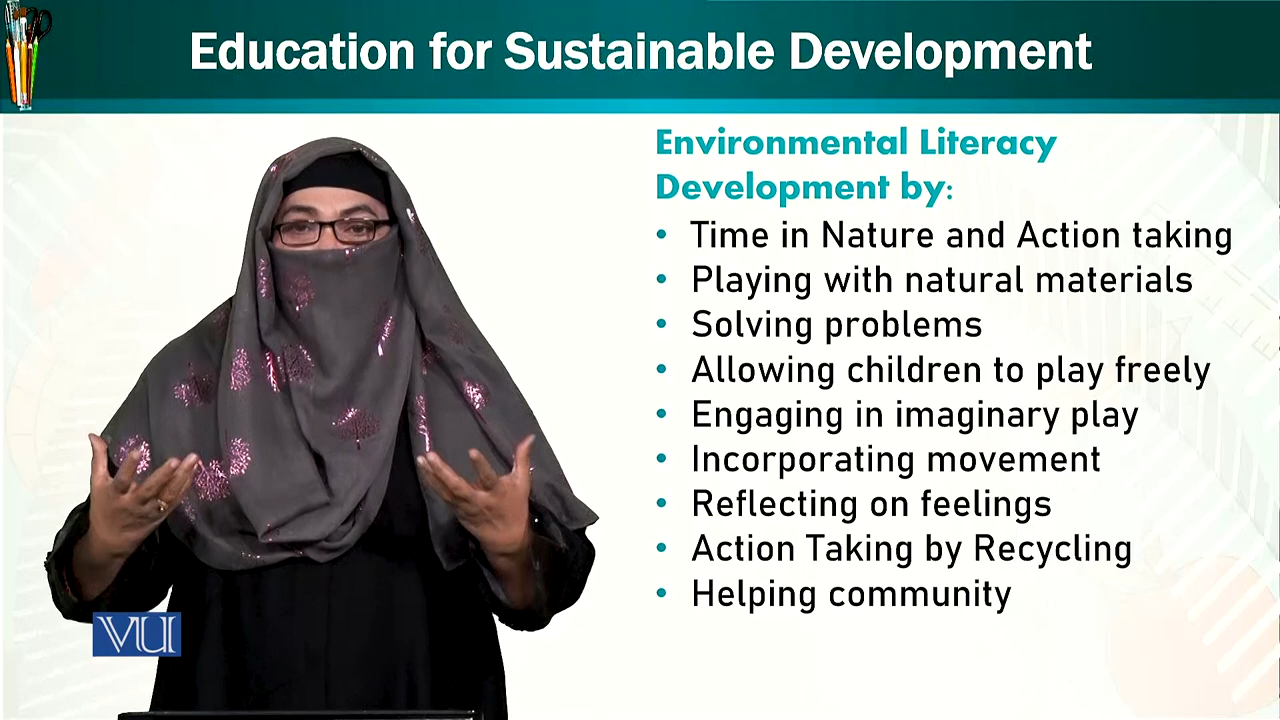 Education for Sustainable Development
Environmental Literacy
Development by:
• Time in Nature and Action taking
• Playing with natural materials
• Solving problems
• Allowing children to play freely
• Engaging in imaginary play
• Incorporating movement
• Reflecting on feelings
• Action Taking by Recycling
• Helping community
VU